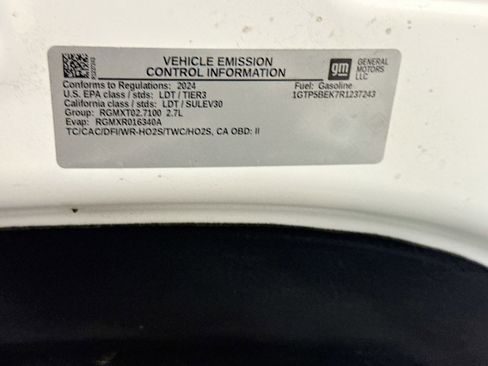 VEHICLE EMISSION
CONTROL INFORMATION
gm GENERAL
MOTORS
LLC
Conforms to Regulations: 2024
Fuel: Gasoline
U.S. EPA class / stds: LDT / TIER3
1GTP5BEK7R1237243
California class / stds: LDT / SULEV30
Group: RGMXT02.7100 2.7L
Evap: RGMXR016340A
TC/CAC/DFI/WR-HO2S/TWC/HO2S, CA OBD: II